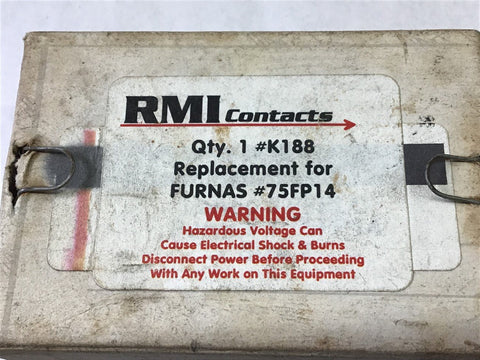 RMI Contacts
Qty. 1 #K188
Replacement for
FURNAS #75FP14
WARNING
Hazardous Voltage Can
Cause Electrical Shock & Burns
Disconnect Power Before Proceeding
With Any Work on This Equipment